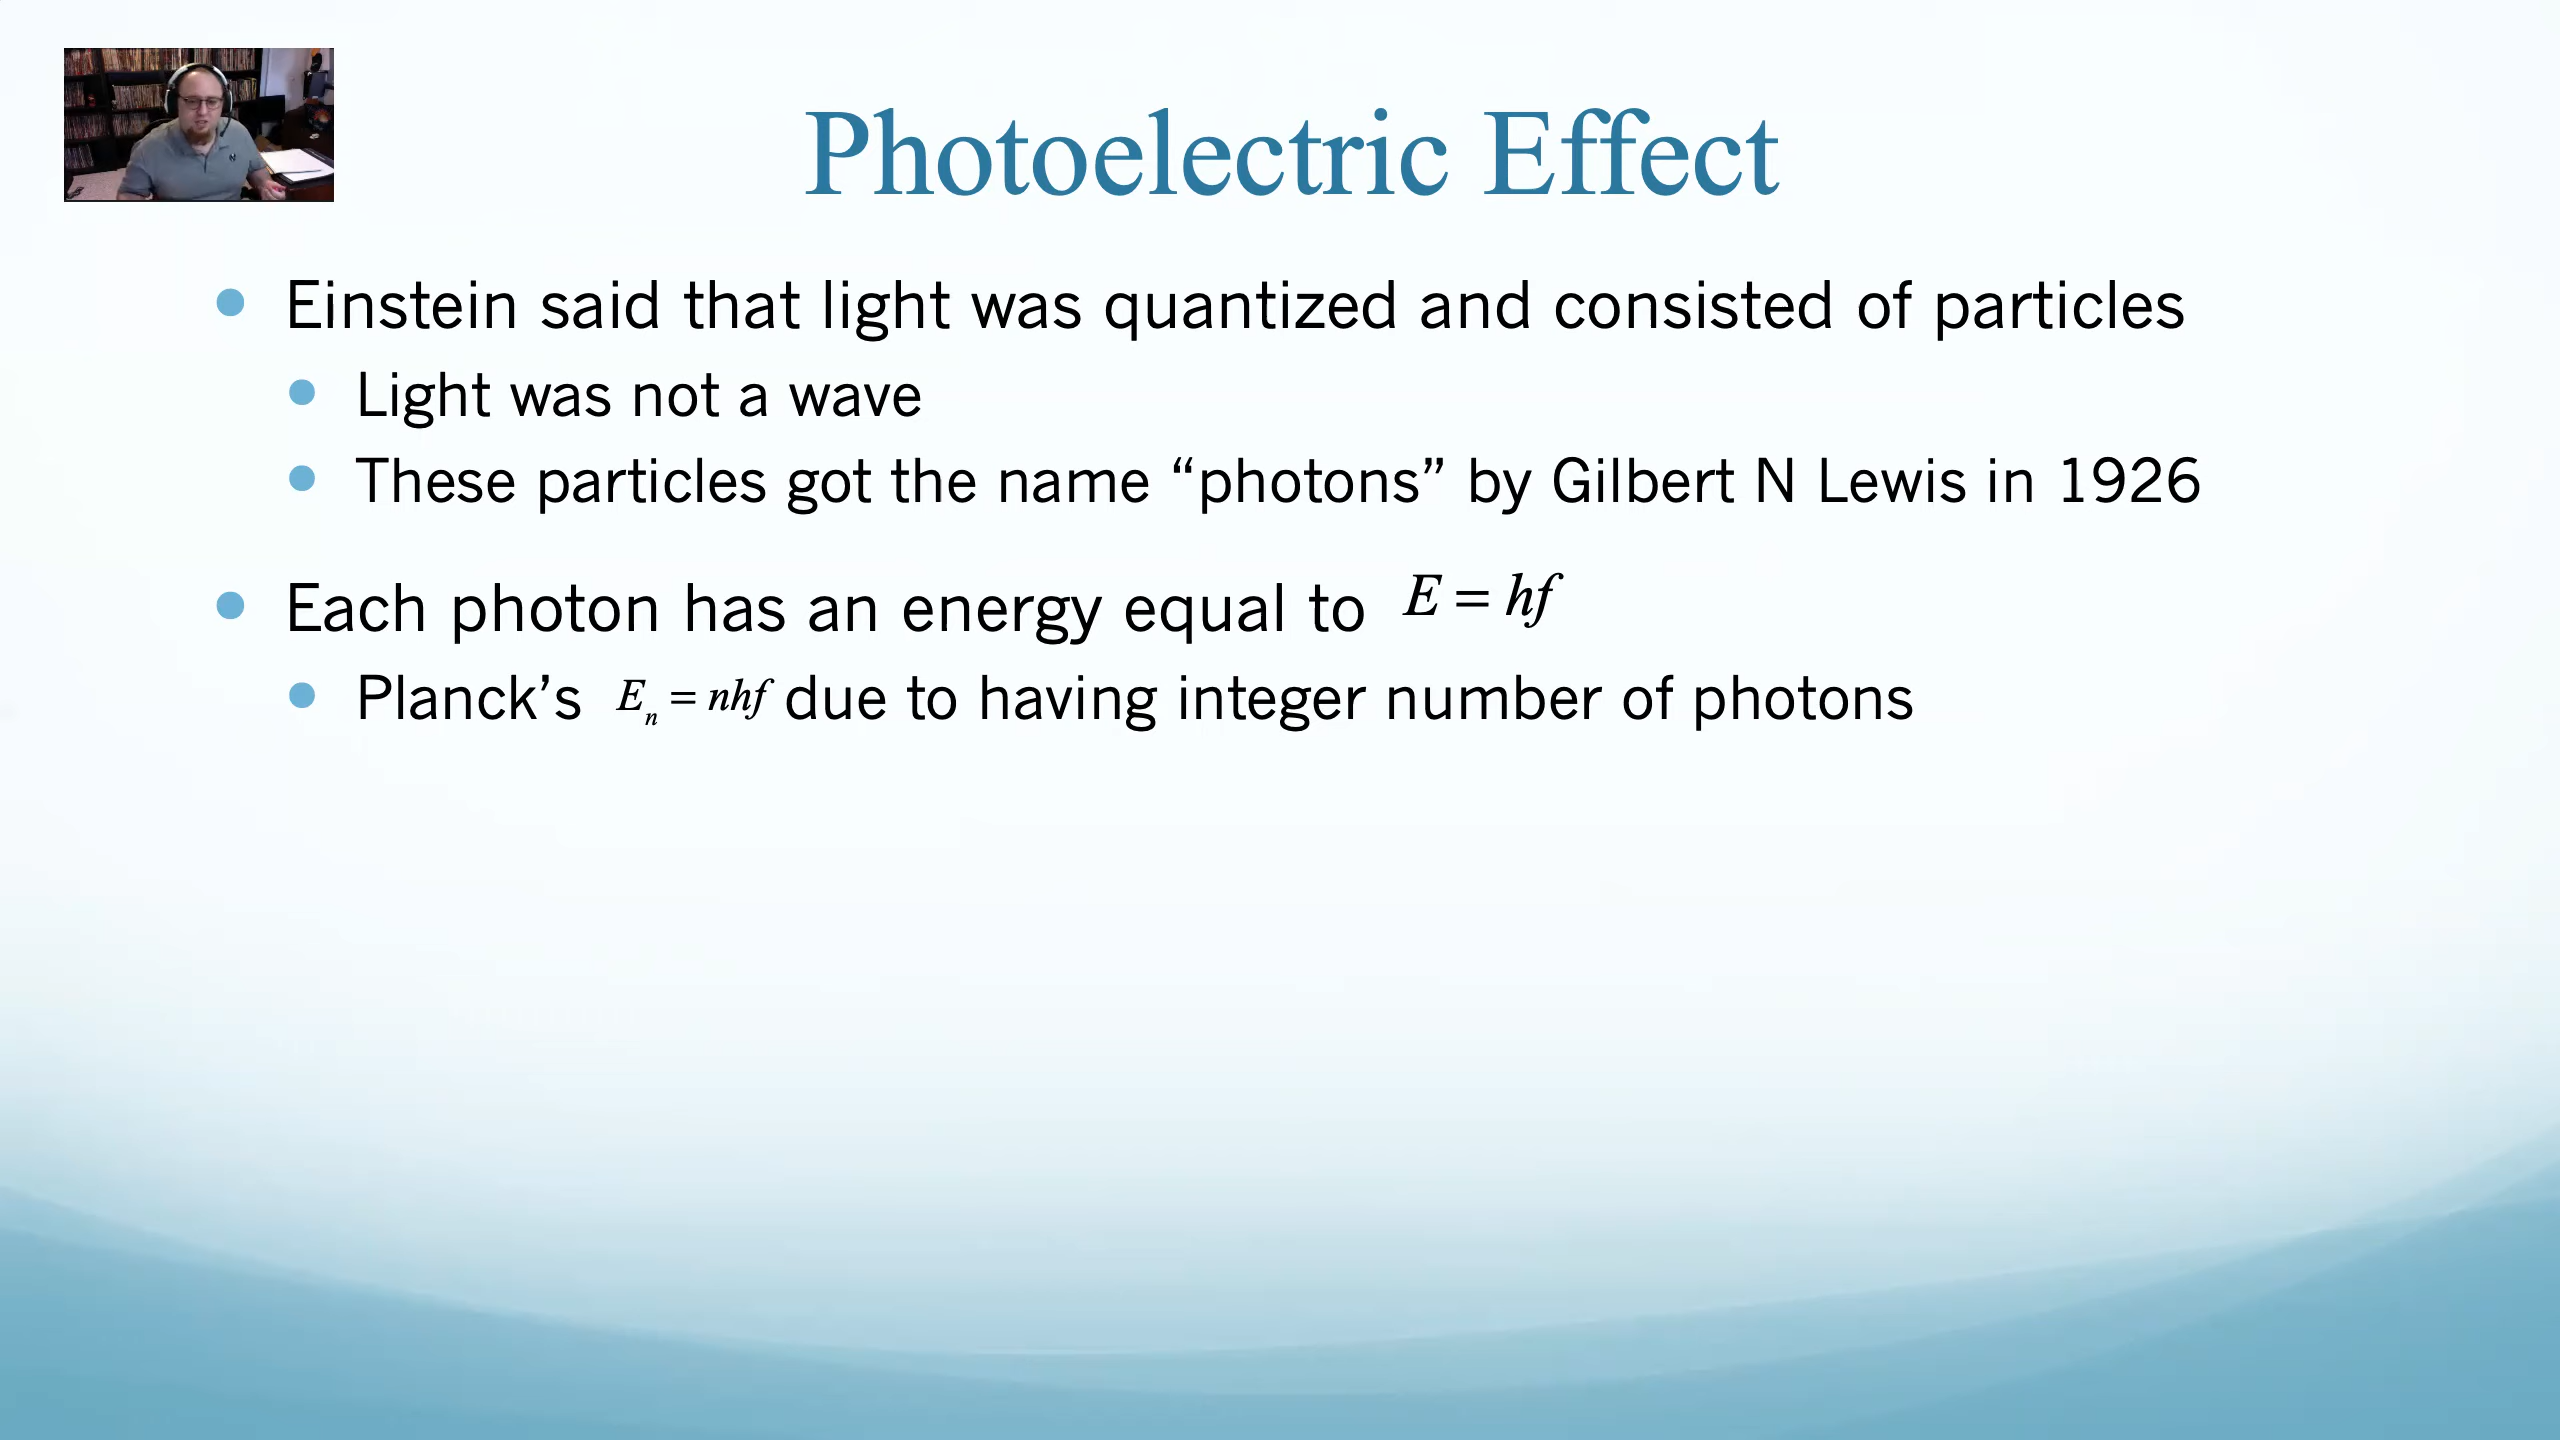 Photoelectric Effect
Einstein said that light was quantized and consisted of particles
Light was not a wave
These particles got the name “photons” by Gilbert N Lewis in 1926
Each photon has an energy equal to E = hf
Planck’s Eₙ = nhf due to having integer number of photons